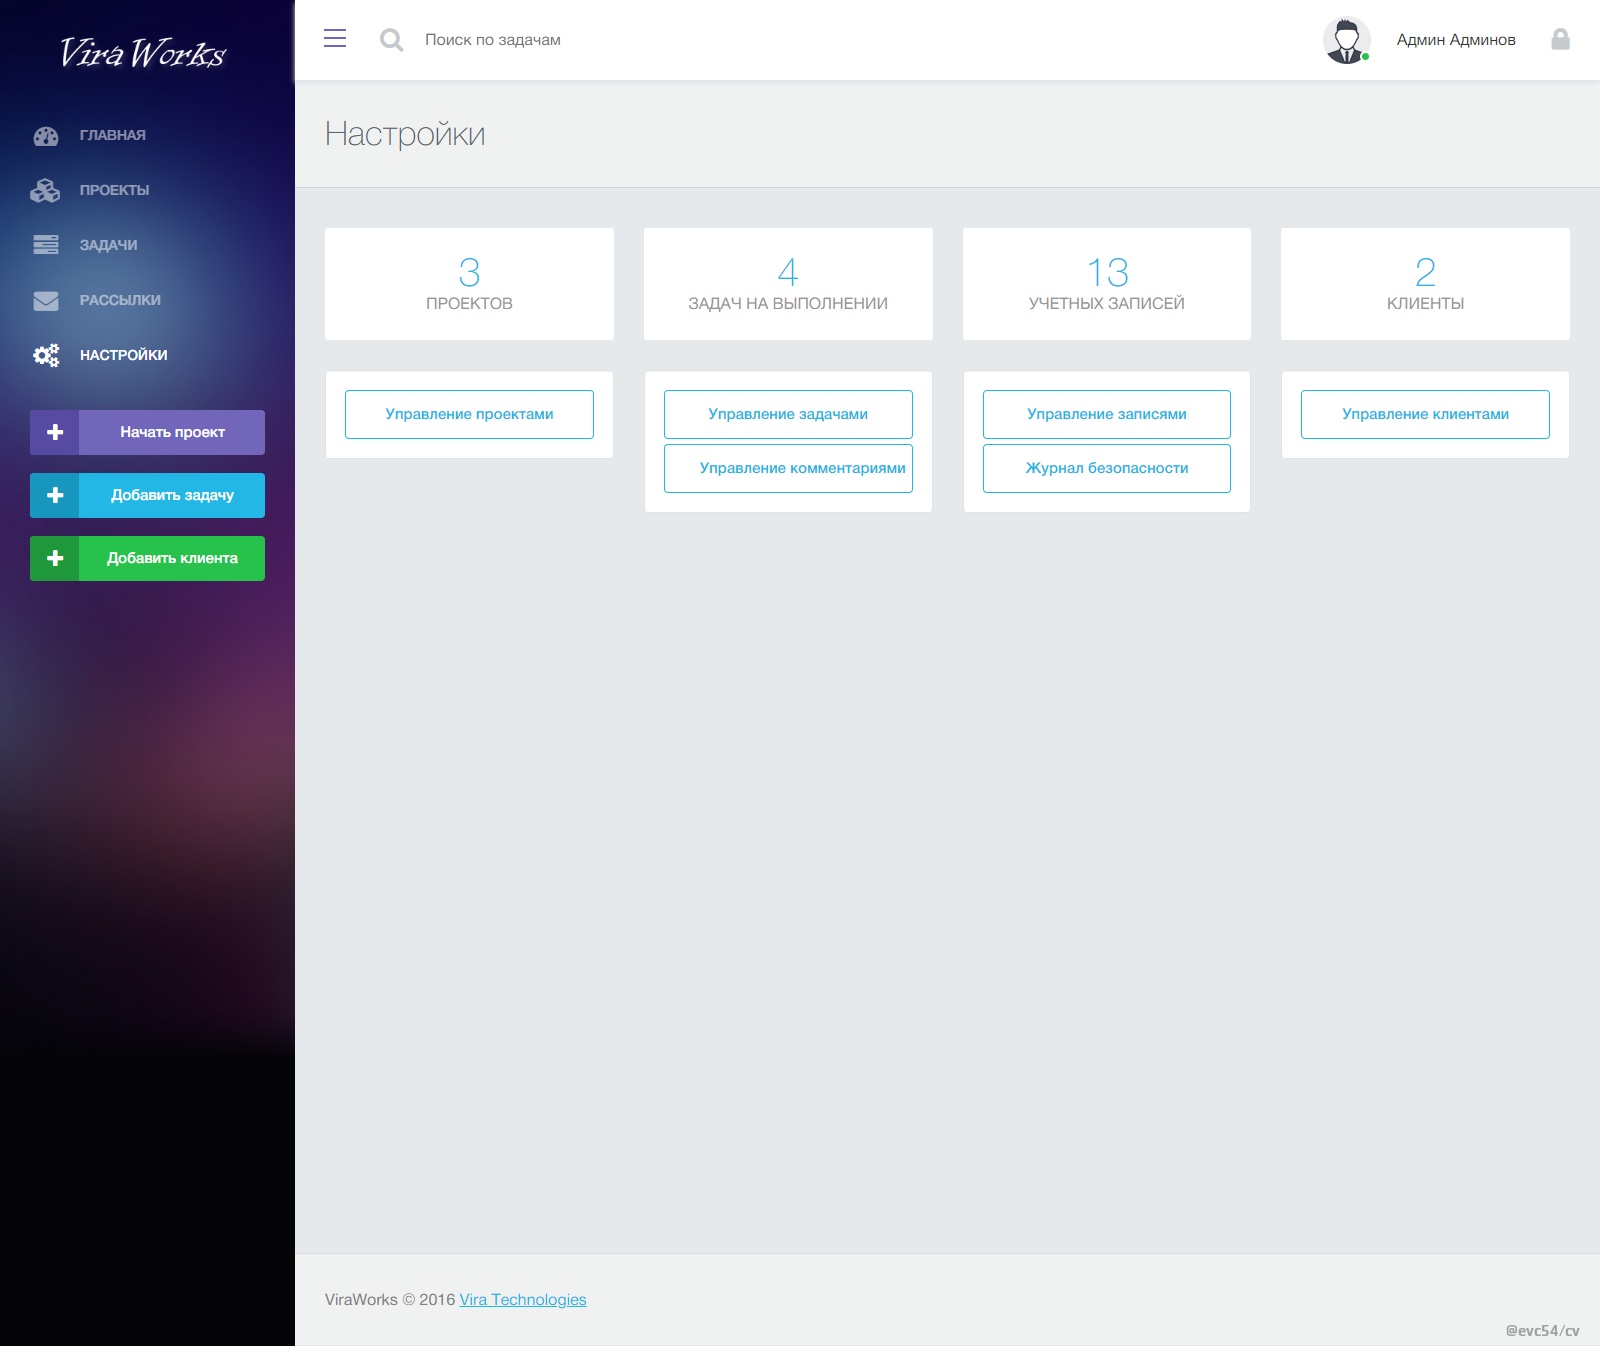 Vira Works
Поиск по задачам
Админ Админов
ГЛАВНАЯ
ПРОЕКТЫ
ЗАДАЧИ
РАССЫЛКИ
НАСТРОЙКИ
Начать проект
Добавить задачу
Добавить клиента
Настройки
3
ПРОЕКТОВ
4
ЗАДАЧ НА ВЫПОЛНЕНИИ
13
УЧЕТНЫХ ЗАПИСЕЙ
2
КЛИЕНТЫ
Управление проектами
Управление задачами
Управление комментариями
Управление записями
Журнал безопасности
Управление клиентами
ViraWorks © 2016 Vira Technologies
@evc54/cv